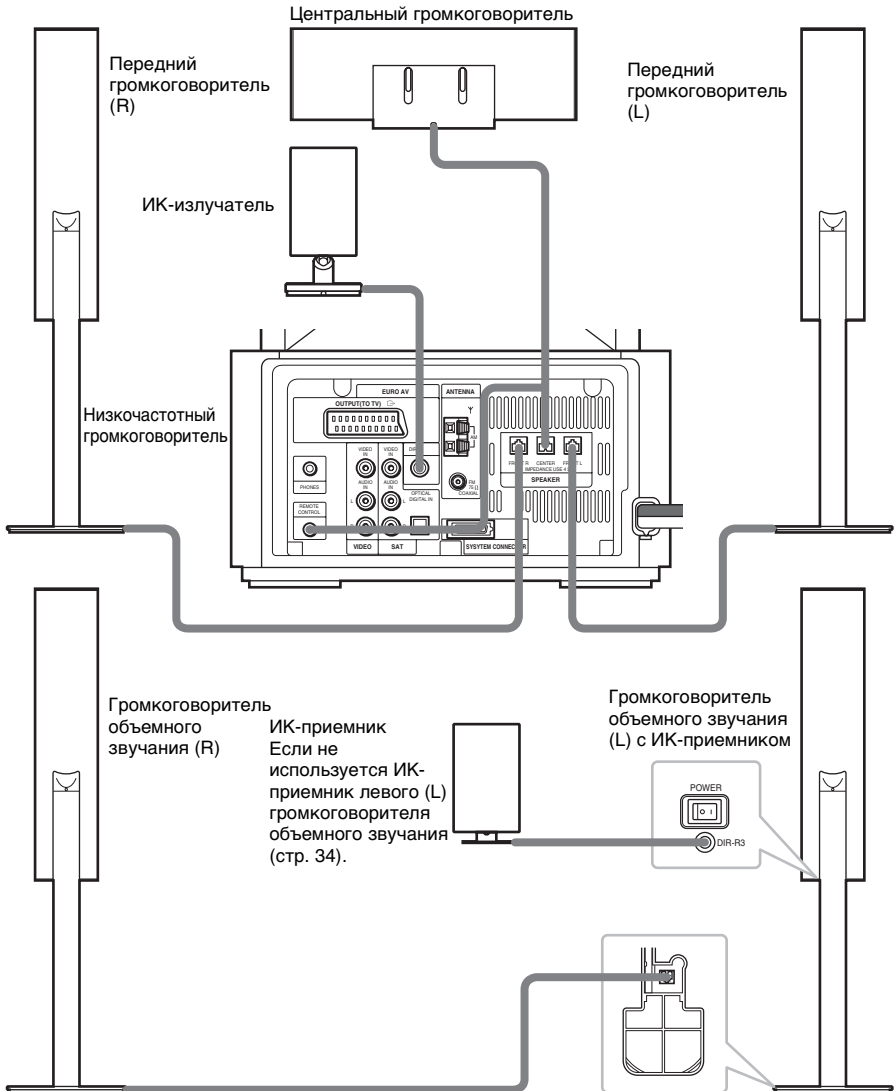 Центральный громкоговоритель
Передний
громкоговоритель
(R)
Передний
громкоговоритель
(L)
ИК-излучатель
Низкочастотный
громкоговоритель
EURO AV
ANTENNA
OUTPUT(TO TV)
AM
VIDEO
IN
VIDEO
IN
PHONES
AUDIO
IN
AUDIO
IN
L
L
OPTICAL
DIGITAL IN
FM
75 Ω
COAXIAL
CENTER
IMPEDANCE USE
SPEAKER
REMOTE
CONTROL
VIDEO
SAT
SYSYTEM CONNECTER
Громкоговоритель
объемного
звучания (R)
ИК-приемник
Если не
используется ИК-
приемник левого (L)
громкоговорителя
объемного звучания
(стр. 34).
Громкоговоритель
объемного звучания
(L) с ИК-приемником
POWER
DIR-R3